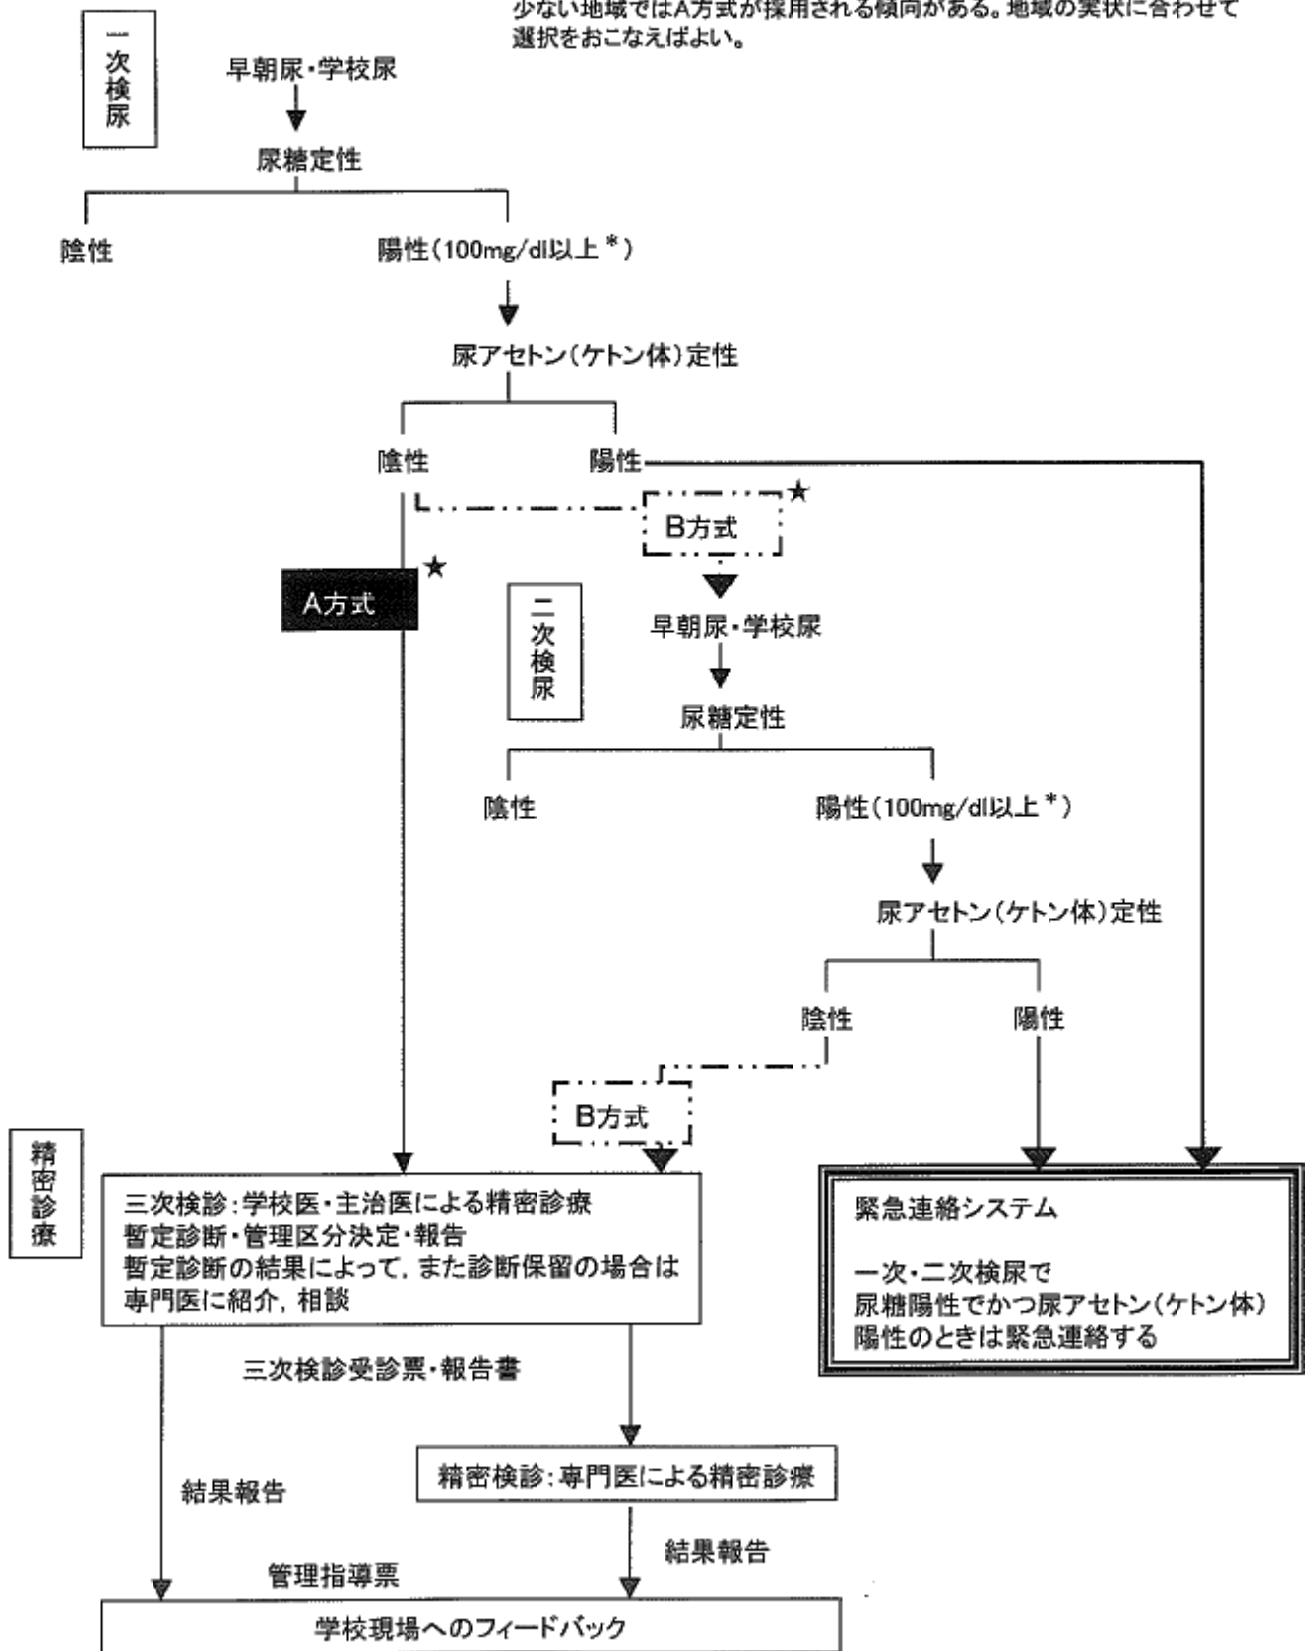 少ない地域ではA方式が採用される傾向がある。地域の実状に合わせて
選択をおこなえばよい。
一次検尿
早朝尿・学校尿
尿糖定性
陰性
陽性(100mg/dl以上*)
尿アセトン(ケトン体)定性
陰性
陽性
B方式
★
A方式
★
二次検尿
早朝尿・学校尿
尿糖定性
陰性
陽性(100mg/dl以上*)
尿アセトン(ケトン体)定性
陰性
陽性
B方式
精密診療
三次検診:学校医・主治医による精密診療
暫定診断・管理区分決定・報告
暫定診断の結果によって, また診断保留の場合は
専門医に紹介, 相談
緊急連絡システム
一次・二次検尿で
尿糖陽性でかつ尿アセトン(ケトン体)
陽性のときは緊急連絡する
三次検診受診票・報告書
精密検診:専門医による精密診療
結果報告
結果報告
管理指導票
学校現場へのフィードバック